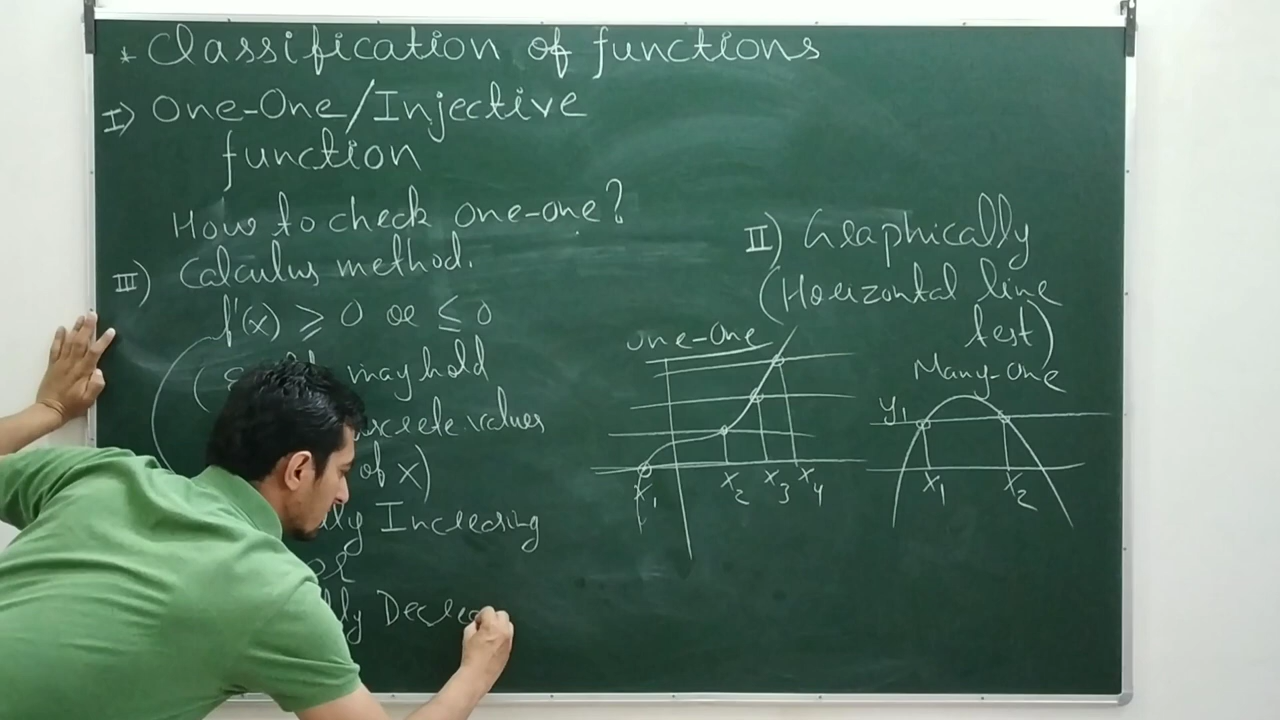 * Classification of functions
I) One-One/Injective
function
How to check one-one?
III) Calculus method.
f'(x) ⩾ 0 or ≤ 0
may hold
values
of x)
Increasing
or
II) Graphically
(Horizontal line
test)
One-One
x₁ x₂ x₃ x₄
Many-One
y₁
x₁ x₂